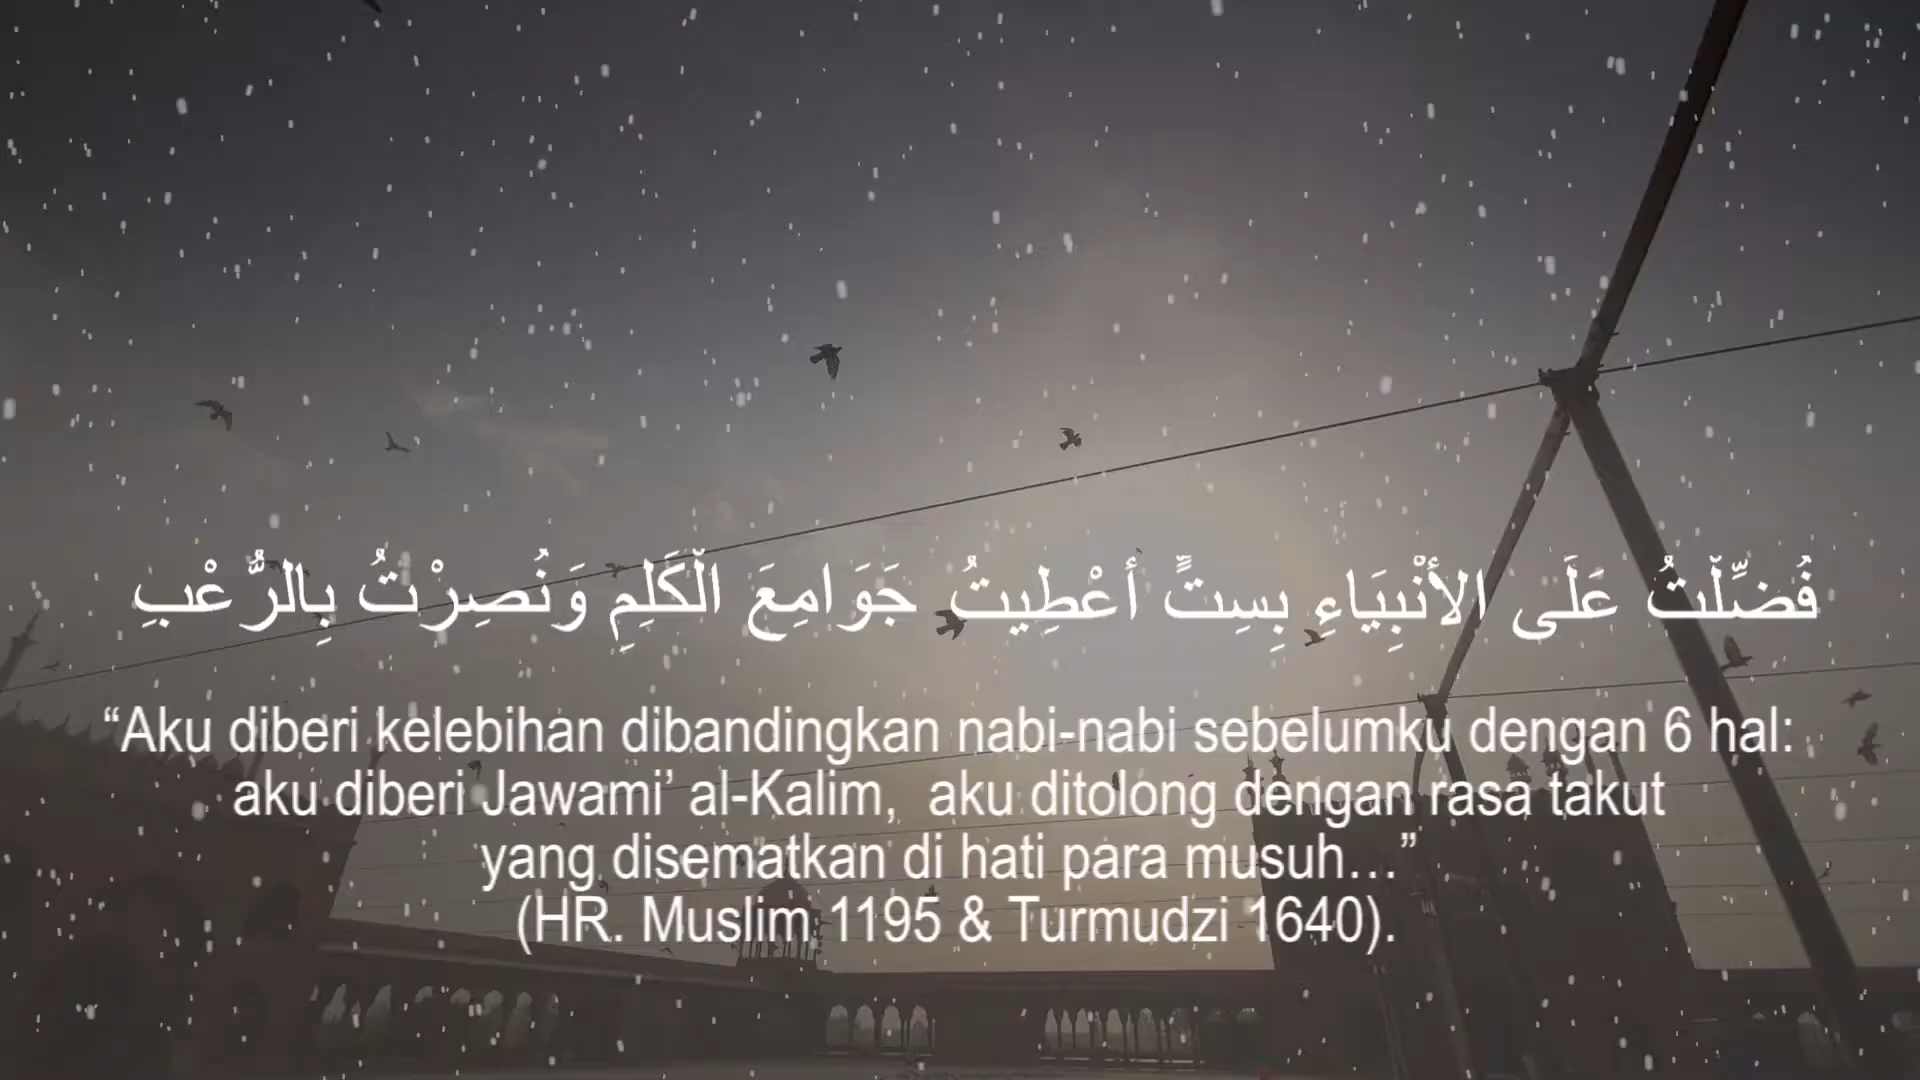 فُضِّلّتُ عَلَى الأَنْبِيَاءِ بِسِتٍّ أعْطِيتُ جَوَامِعَ الّكَلِمِ وَنُصِرْتُ بِالرُّعْبِ
“Aku diberi kelebihan dibandingkan nabi-nabi sebelumku dengan 6 hal:
aku diberi Jawami’ al-Kalim, aku ditolong dengan rasa takut
yang disematkan di hati para musuh…”
(HR. Muslim 1195 & Turmudzi 1640).